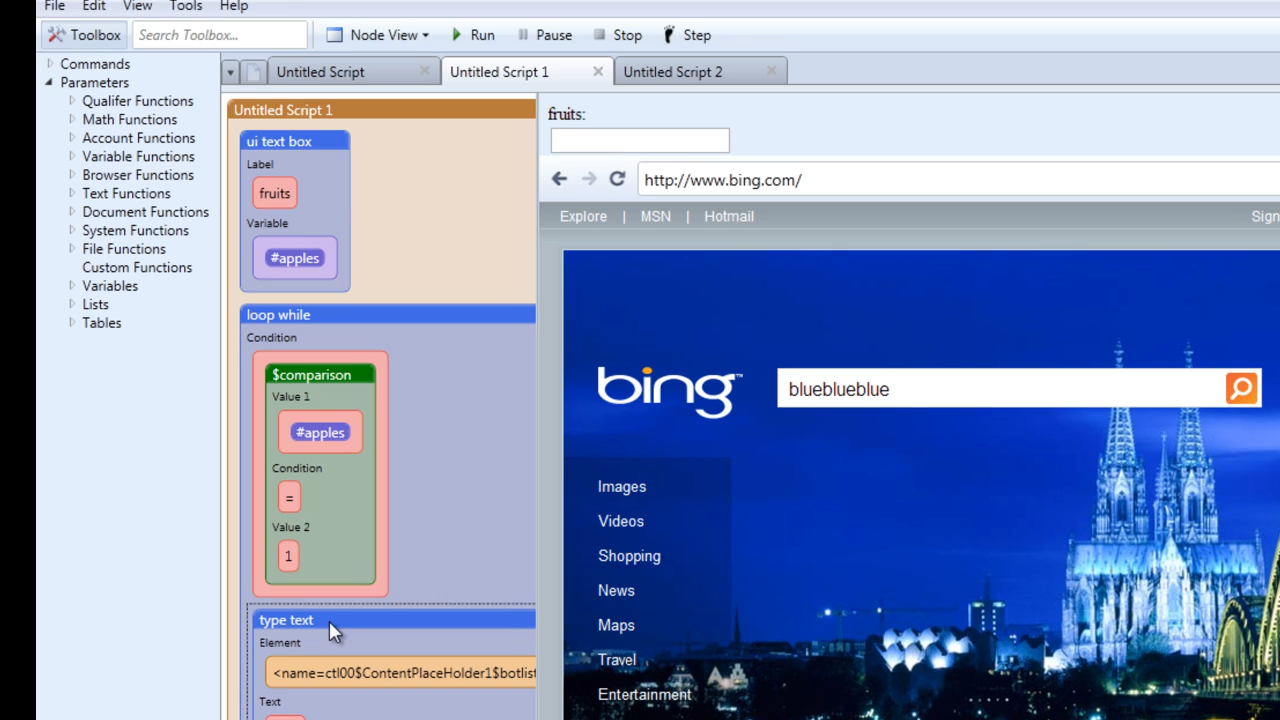 File Edit View Tools Help
Toolbox Search Toolbox... Node View Run Pause Stop Step
Commands
Parameters
Qualifer Functions
Math Functions
Account Functions
Variable Functions
Browser Functions
Text Functions
Document Functions
System Functions
File Functions
Custom Functions
Variables
Lists
Tables
Untitled Script Untitled Script 1 Untitled Script 2
Untitled Script 1
ui text box
Label
fruits
Variable
#apples
loop while
Condition
$comparison
Value 1
#apples
Condition
=
Value 2
1
type text
Element
<name=ctl00$ContentPlaceHolder1$botlist
Text
fruits:
http://www.bing.com/
Explore | MSN | Hotmail Sign
bing™ blueblueblue
Images
Videos
Shopping
News
Maps
Travel
Entertainment